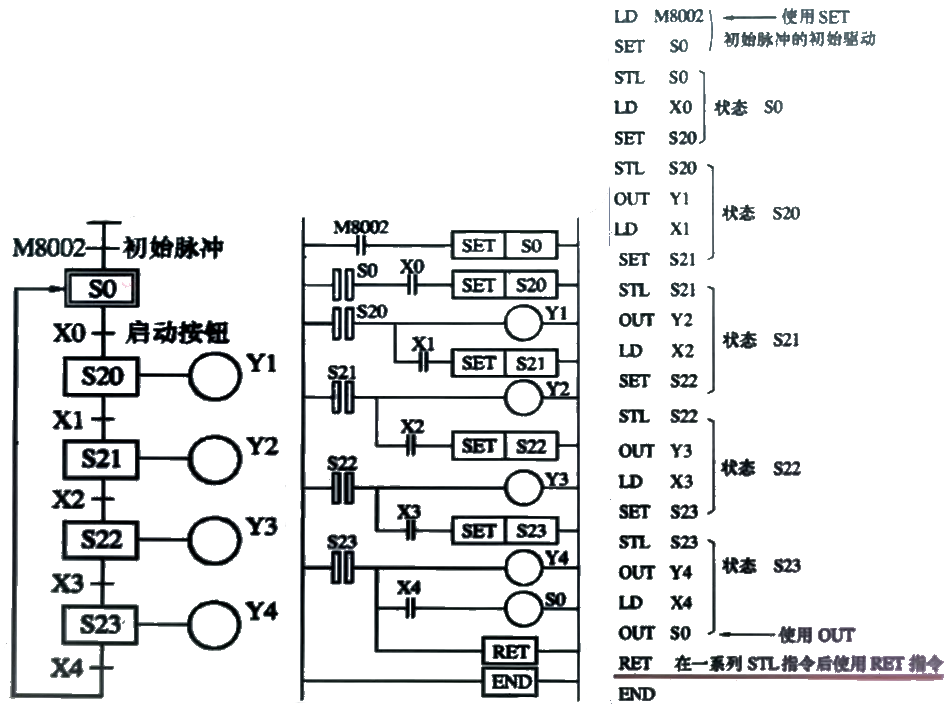 M8002 初始脉冲
S0
X0 启动按钮
S20 Y1
X1
S21 Y2
X2
S22 Y3
X3
S23 Y4
X4
M8002 SET S0
S0 X0 SET S20
S20 Y1
X1 SET S21
S21 Y2
X2 SET S22
S22 Y3
X3 SET S23
S23 Y4
X4 S0
RET
END
LD M8002 使用 SET
SET S0 初始脉冲的初始驱动
STL S0
LD X0 状态 S0
SET S20
STL S20
OUT Y1 状态 S20
LD X1
SET S21
STL S21
OUT Y2 状态 S21
LD X2
SET S22
STL S22
OUT Y3 状态 S22
LD X3
SET S23
STL S23
OUT Y4 状态 S23
LD X4
OUT S0 使用 OUT
RET 在一系列 STL 指令后使用 RET 指令
END